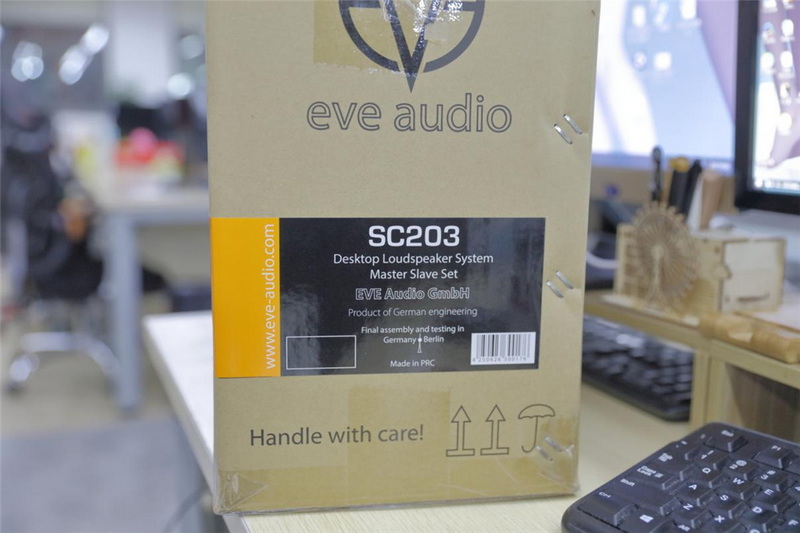 eve audio
www.eve-audio.com
SC203
Desktop Loudspeaker System
Master Slave Set
EVE Audio GmbH
Product of German engineering
Final assembly and testing in
Germany Berlin
Made in PRC
Handle with care!